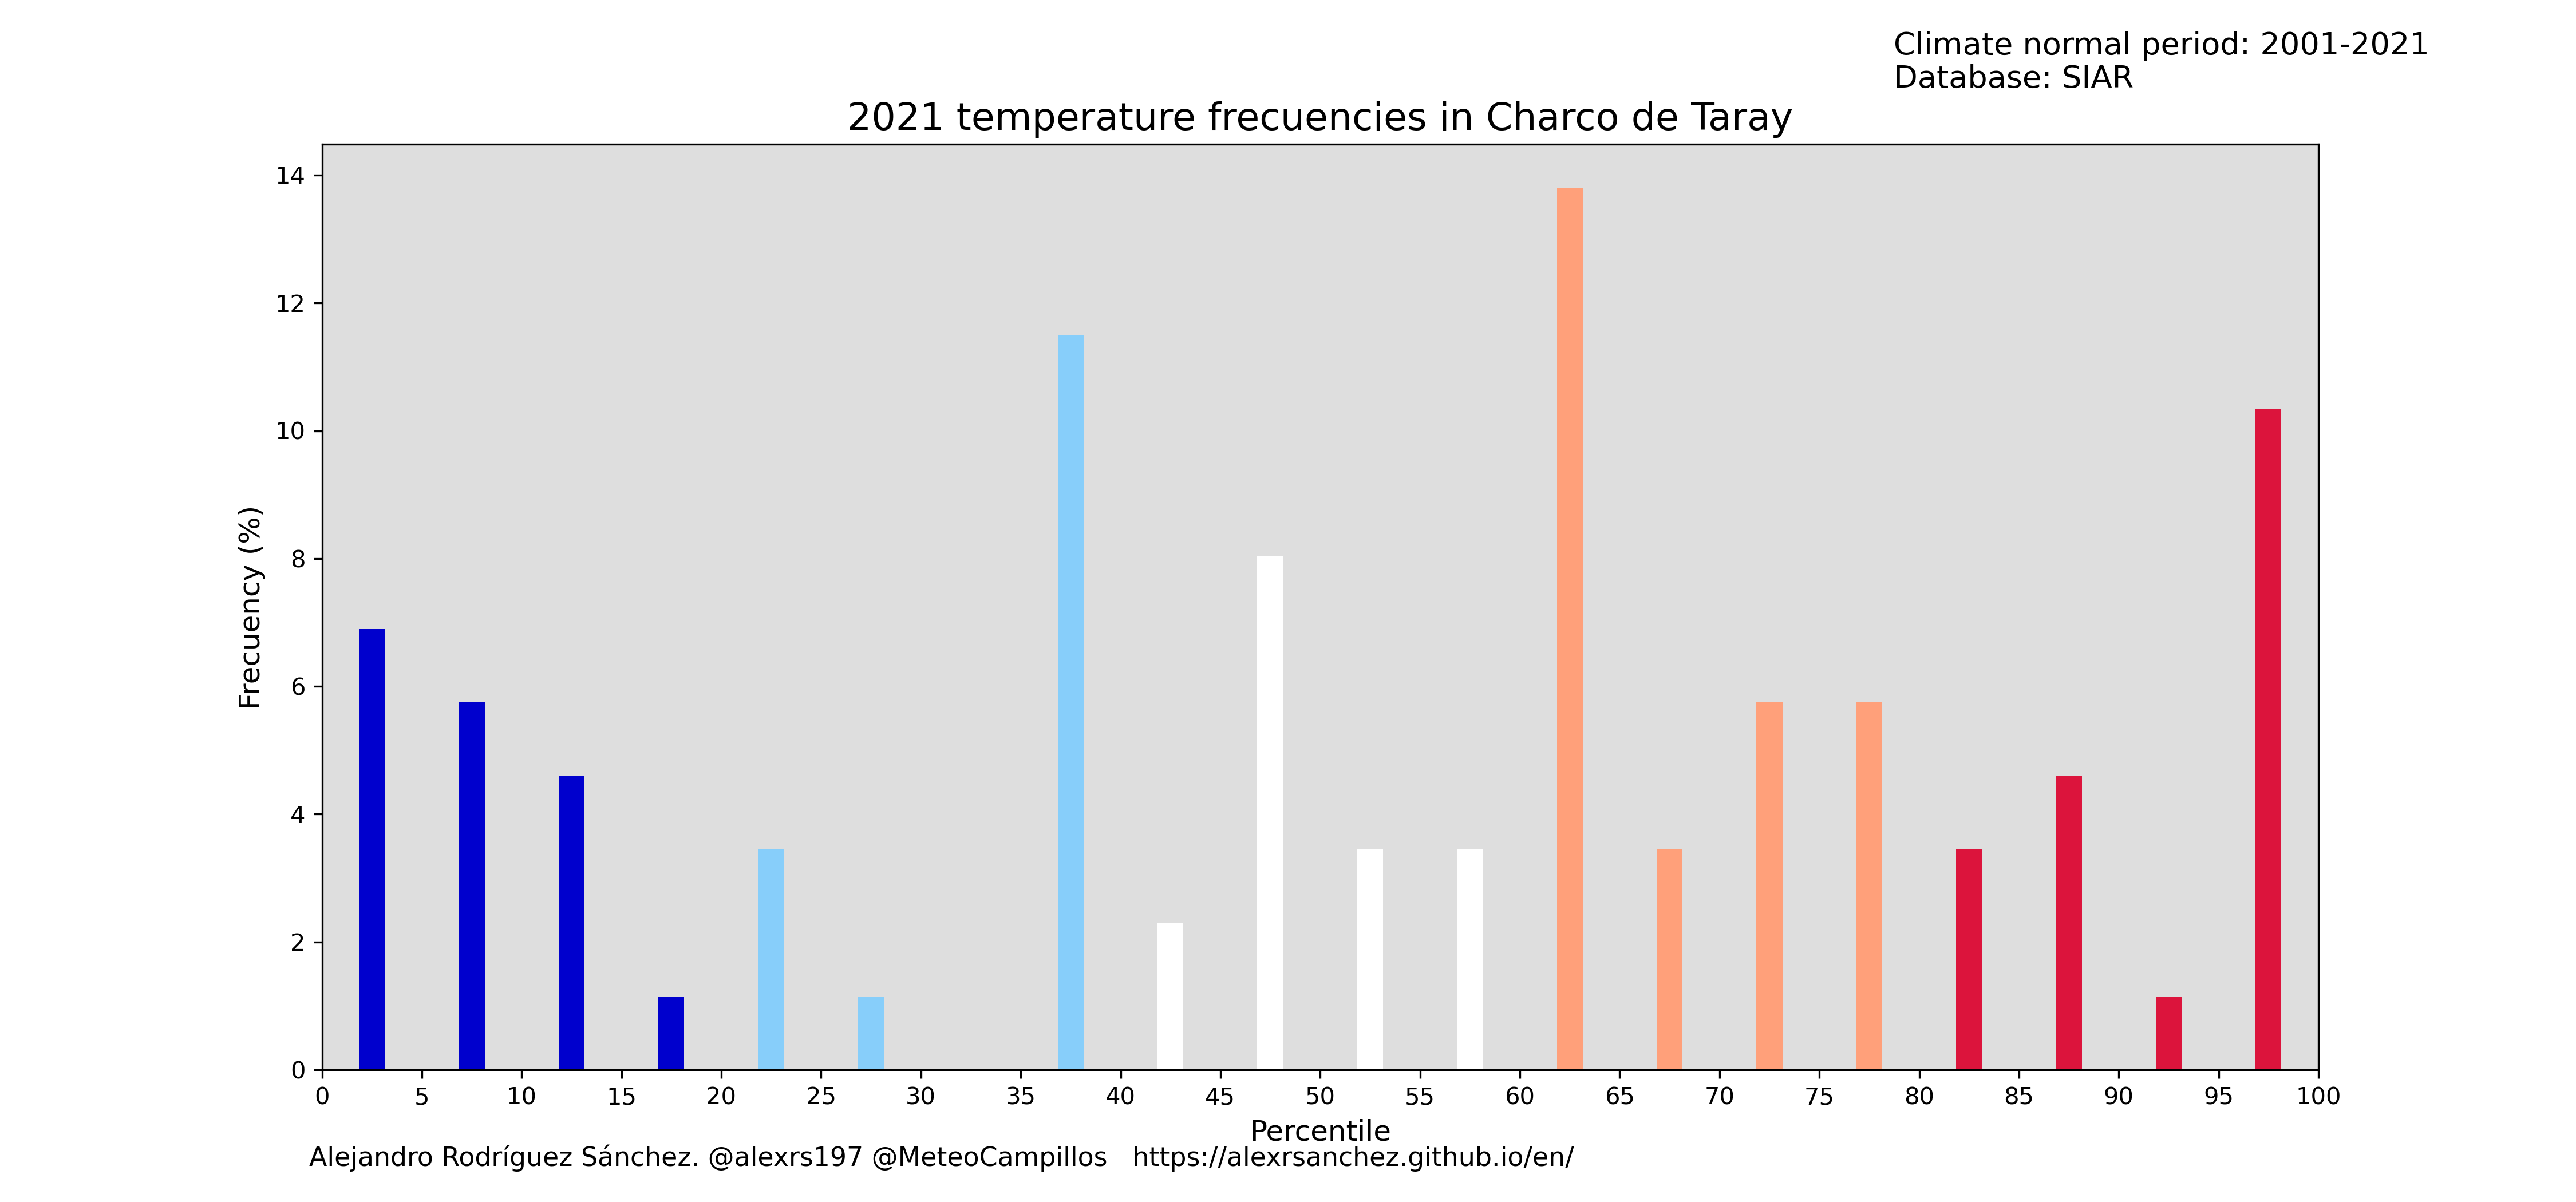 Climate normal period: 2001-2021
Database: SIAR
2021 temperature frecuencies in Charco de Taray
Frecuency (%)
14
12
10
8
6
4
2
0
0 5 10 15 20 25 30 35 40 45 50 55 60 65 70 75 80 85 90 95 100
Percentile
Alejandro Rodríguez Sánchez. @alexrs197 @MeteoCampillos https://alexrsanchez.github.io/en/